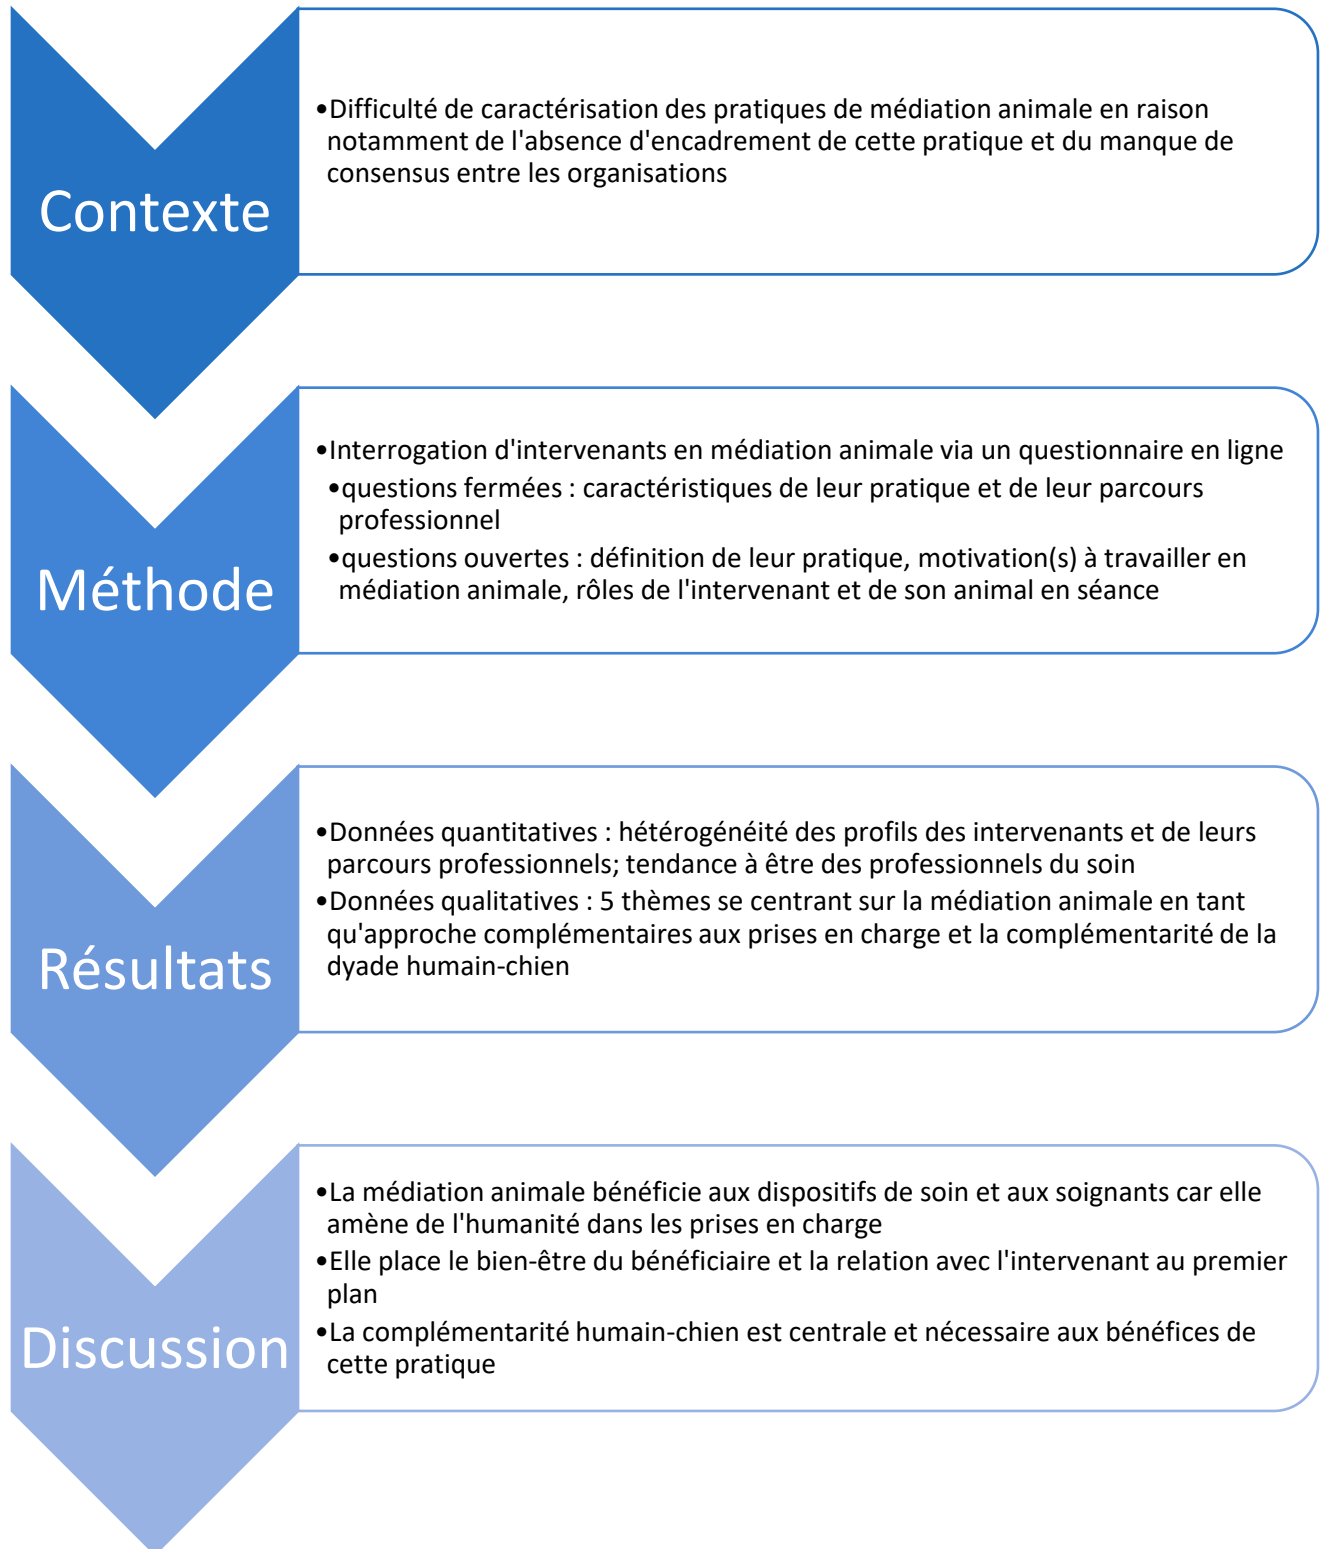 Contexte
•Difficulté de caractérisation des pratiques de médiation animale en raison
notamment de l'absence d'encadrement de cette pratique et du manque de
consensus entre les organisations
Méthode
•Interrogation d'intervenants en médiation animale via un questionnaire en ligne
•questions fermées : caractéristiques de leur pratique et de leur parcours
professionnel
•questions ouvertes : définition de leur pratique, motivation(s) à travailler en
médiation animale, rôles de l'intervenant et de son animal en séance
Résultats
•Données quantitatives : hétérogénéité des profils des intervenants et de leurs
parcours professionnels; tendance à être des professionnels du soin
•Données qualitatives : 5 thèmes se centrant sur la médiation animale en tant
qu'approche complémentaires aux prises en charge et la complémentarité de la
dyade humain-chien
Discussion
•La médiation animale bénéficie aux dispositifs de soin et aux soignants car elle
amène de l'humanité dans les prises en charge
•Elle place le bien-être du bénéficiaire et la relation avec l'intervenant au premier
plan
•La complémentarité humain-chien est centrale et nécessaire aux bénéfices de
cette pratique